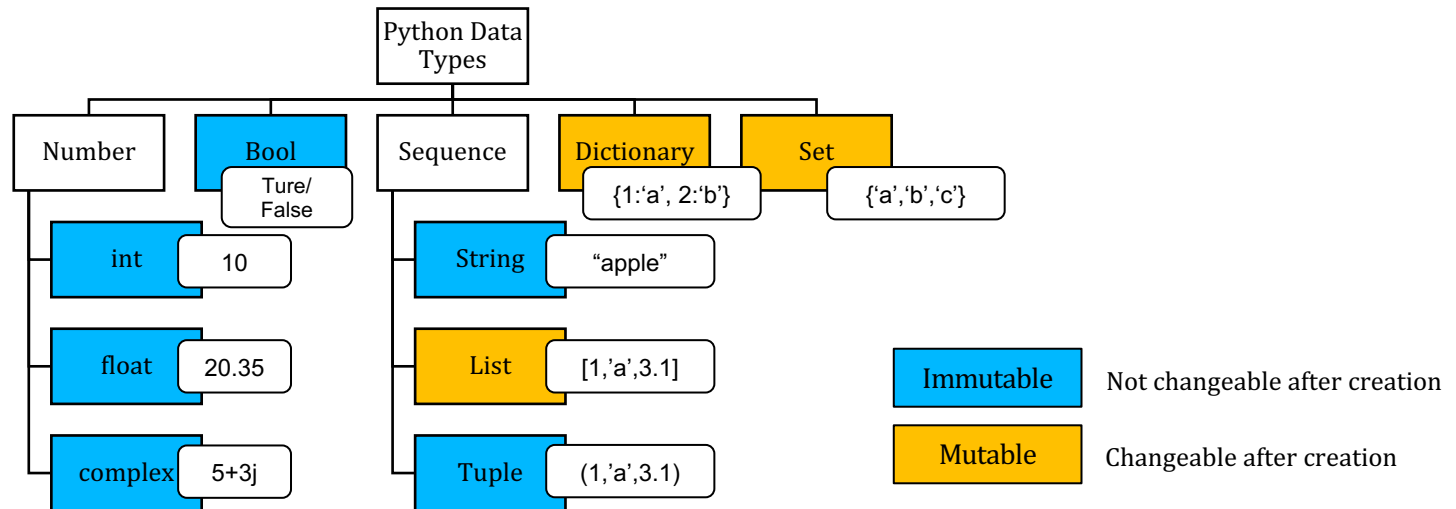 Python Data
Types
Number
Bool
Ture/
False
Sequence
Dictionary
{1:‘a’, 2:‘b’}
Set
{‘a’,‘b’,‘c’}
int
10
String
“apple”
float
20.35
List
[1,’a’,3.1]
Immutable
Not changeable after creation
complex
5+3j
Tuple
(1,’a’,3.1)
Mutable
Changeable after creation